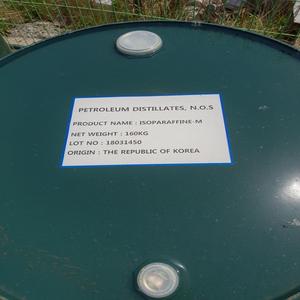 PETROLEUM DISTILLATES, N.O.S
PRODUCT NAME : ISOPARAFFINE-M
NET WEIGHT : 160KG
LOT NO : 18031450
ORIGIN : THE REPUBLIC OF KOREA